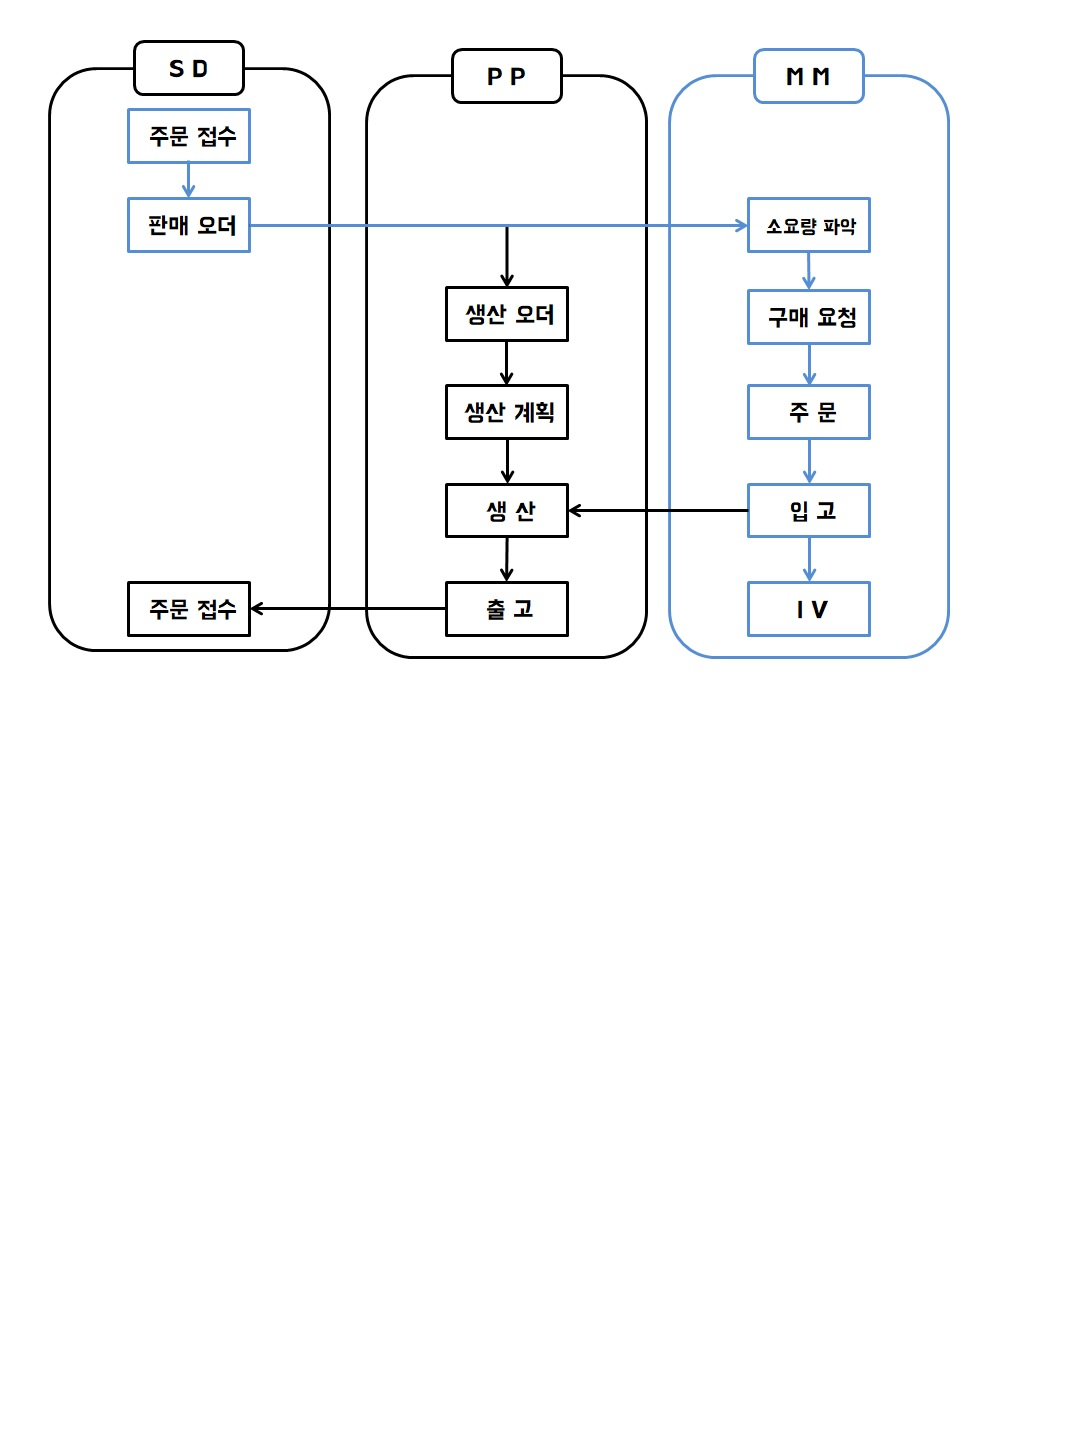 S D
주문 접수
판매 오더
주문 접수
P P
생산 오더
생산 계획
생 산
출 고
M M
소요량 파악
구매 요청
주 문
입 고
I V